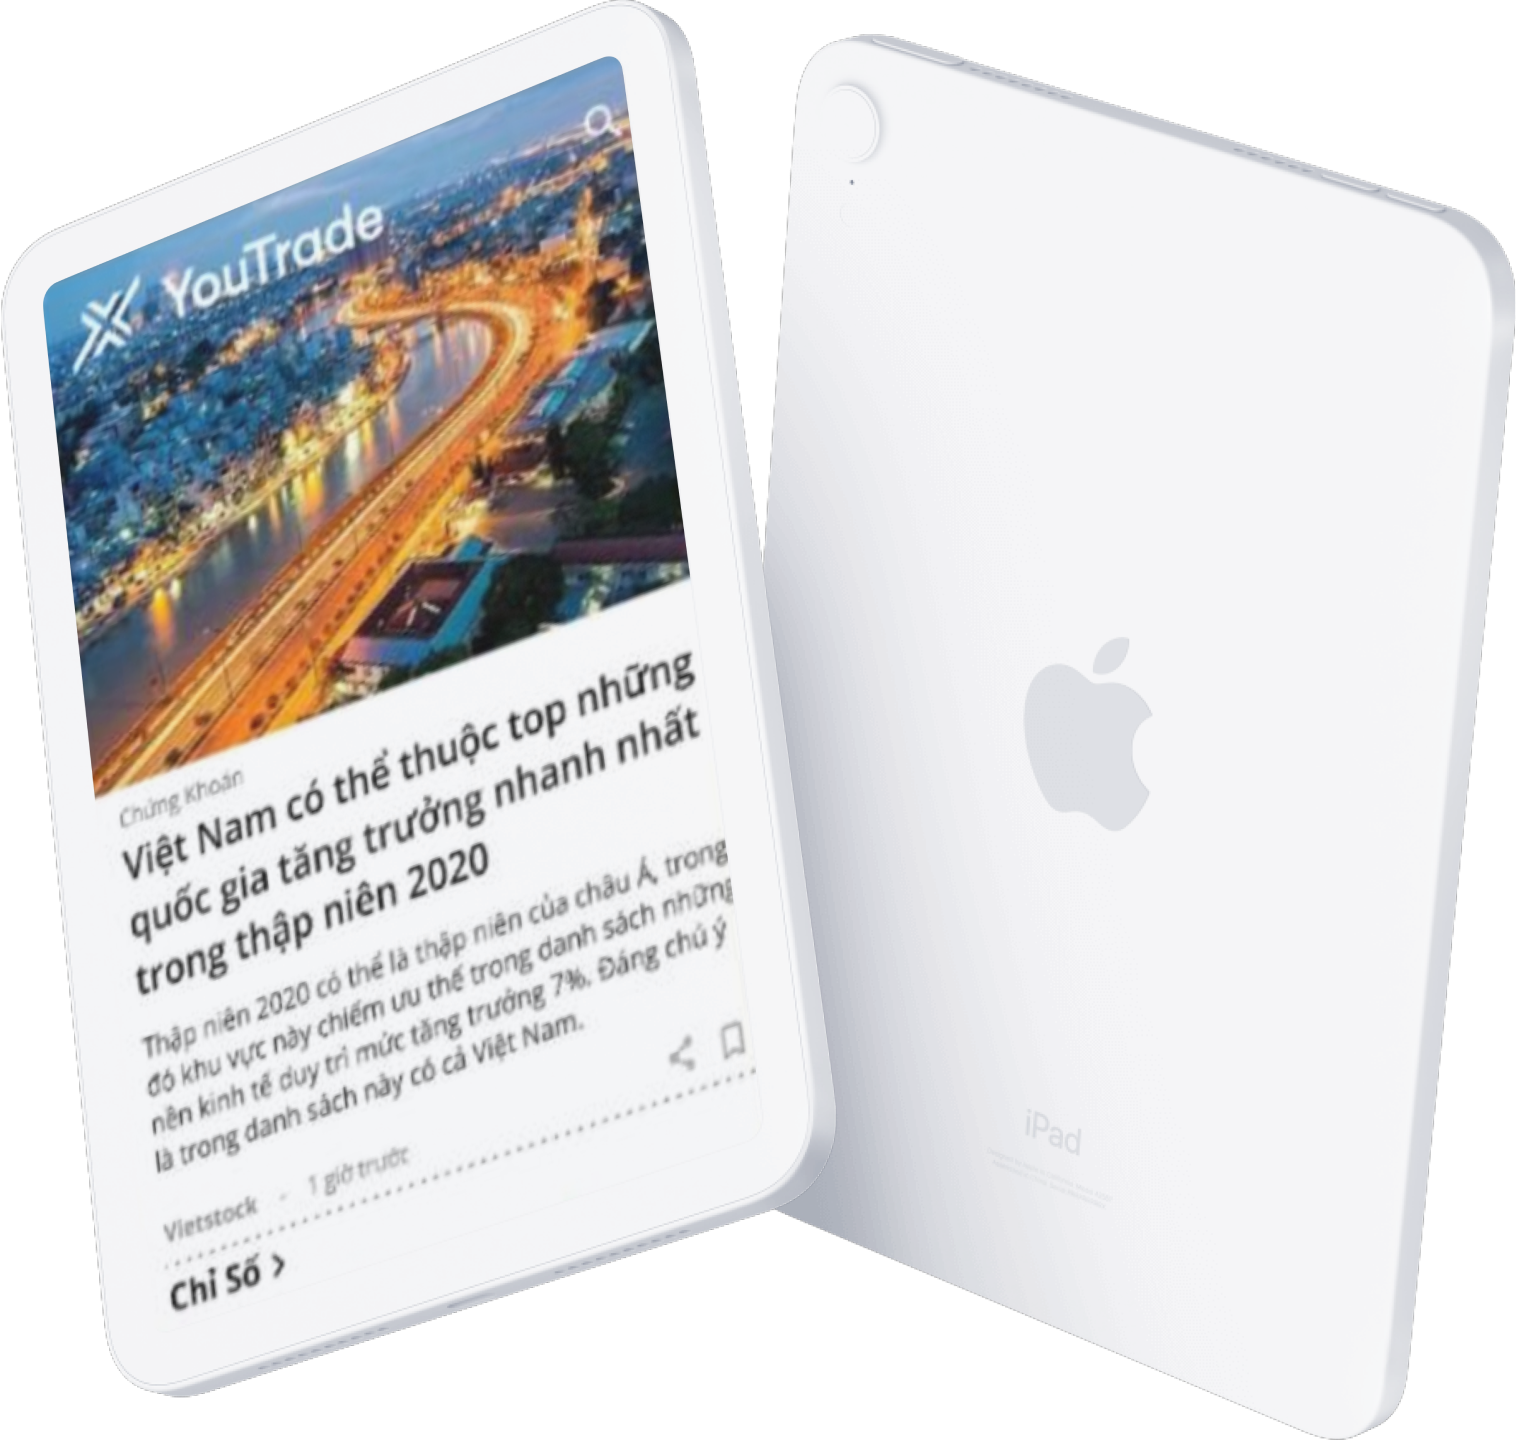 YouTrade
Chứng Khoán
Việt Nam có thể thuộc top những
quốc gia tăng trưởng nhanh nhất
trong thập niên 2020
Thập niên 2020 có thể là thập niên của châu Á, trong
đó khu vực này chiếm ưu thế trong danh sách những
nền kinh tế duy trì mức tăng trưởng 7%. Đáng chú ý
là trong danh sách này có cả Việt Nam.
Vietstock - 1 giờ trước
Chỉ Số >
iPad